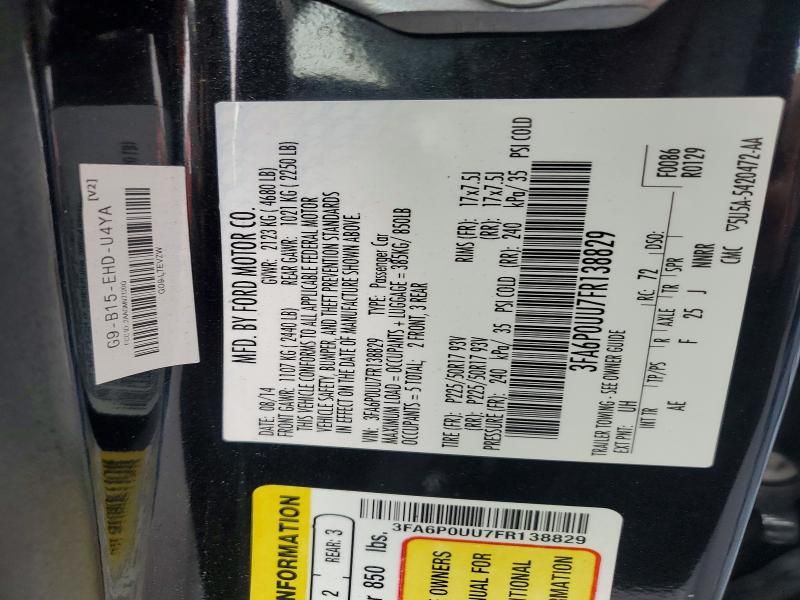 G9-B15-EHD-U4YA
[V2]
G09-LTEVZW
MFD. BY FORD MOTOR CO.
DATE: 08/14 GVWR: 2123 KG ( 4680 LB)
FRONT GAWR: 1107 KG ( 2440 LB) REAR GAWR: 1021 KG ( 2250 LB)
THIS VEHICLE CONFORMS TO ALL APPLICABLE FEDERAL MOTOR
VEHICLE SAFETY, BUMPER, AND THEFT PREVENTION STANDARDS
IN EFFECT ON THE DATE OF MANUFACTURE SHOWN ABOVE.
VIN: 3FA6P0UU7FR138829 TYPE: Passenger Car
MAXIMUM LOAD = OCCUPANTS + LUGGAGE = 385KG/ 850LB
OCCUPANTS = 5 TOTAL; 2 FRONT, 3 REAR
TIRE (FR): P225/50R17 93V RIMS (FR): 17x7.5J
(RR): P225/50R17 93V (RR): 17x7.5J
PRESSURE (FR): 240 kPa/ 35 PSI COLD (RR): 240 kPa/ 35 PSI COLD
3FA6P0UU7FR138829
TRAILER TOWING - SEE OWNER GUIDE
EXT PNT: UH RC: 72 DSO: F0086
R0129
INT TR TP/PS R AXLE TR SPR
AE F 25 J NMRR
CMC 5U5A-5420472-AA
INFORMATION
2 REAR: 3
850 lbs.
3FA6P0UU7FR138829
OWNERS
FOR